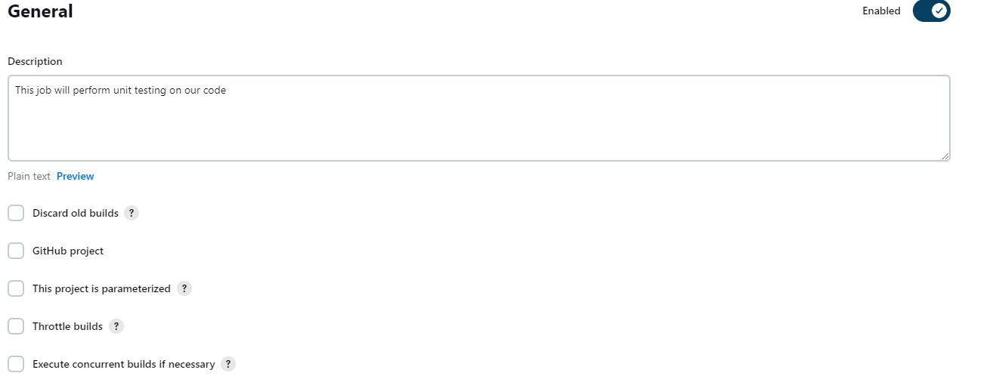 General
Enabled
Description
This job will perform unit testing on our code
Plain text Preview
Discard old builds ?
GitHub project
This project is parameterized ?
Throttle builds ?
Execute concurrent builds if necessary ?